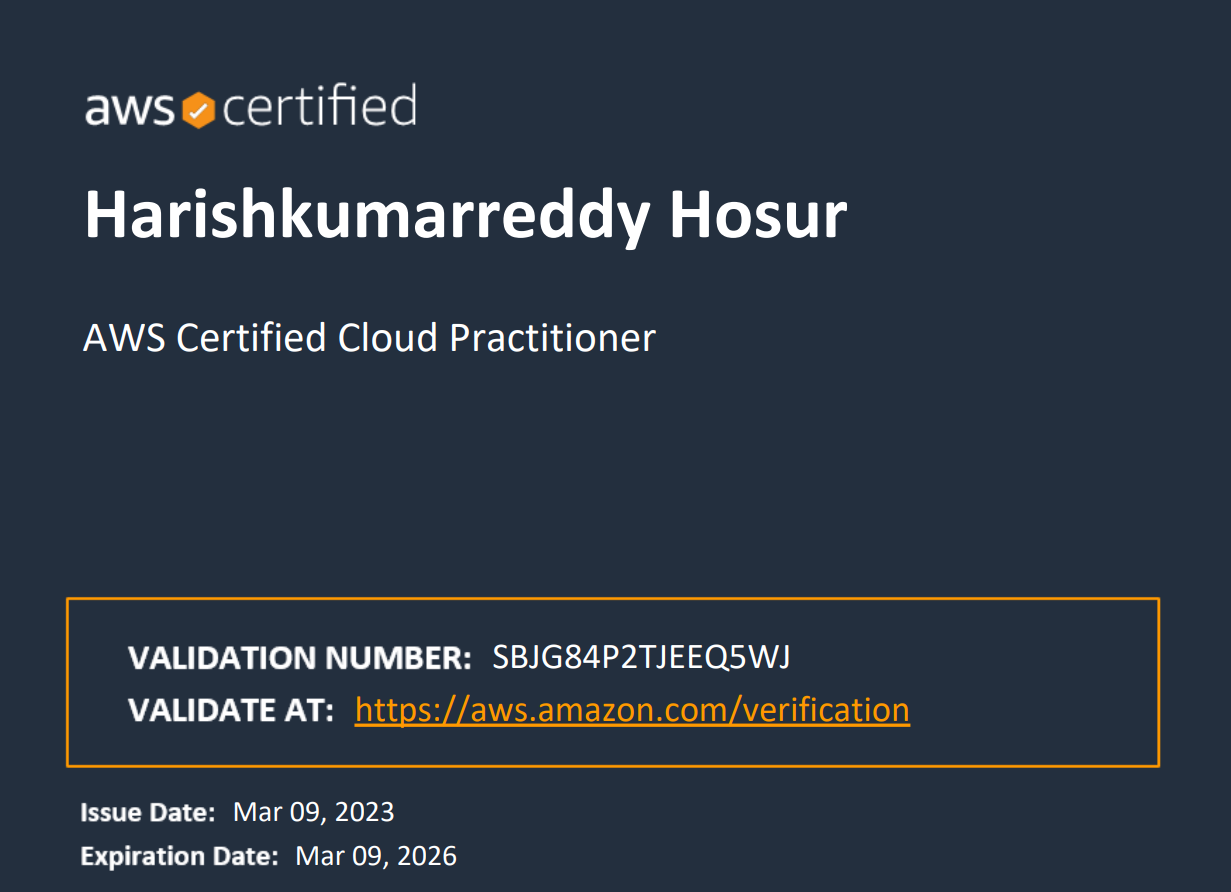 aws certified
Harishkumarreddy Hosur
AWS Certified Cloud Practitioner
VALIDATION NUMBER: SBJG84P2TJEEQ5WJ
VALIDATE AT: https://aws.amazon.com/verification
Issue Date: Mar 09, 2023
Expiration Date: Mar 09, 2026